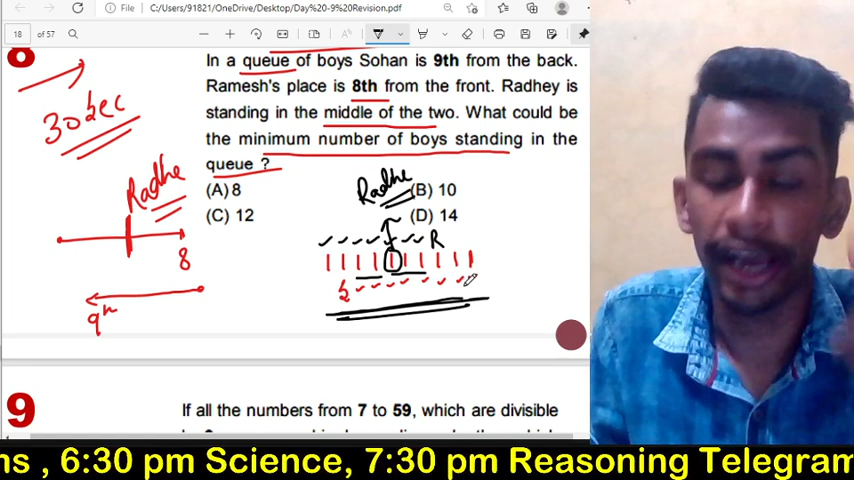 C:/Users/91821/OneDrive/Desktop/Day%20-9%20Revision.pdf
18 of 57
8
In a queue of boys Sohan is 9th from the back.
Ramesh's place is 8th from the front. Radhey is
standing in the middle of the two. What could be
the minimum number of boys standing in the
queue ?
(A) 8
(B) 10
(C) 12
(D) 14
30 Sec
Radhe
8
9th
Radhe
R
S
9
If all the numbers from 7 to 59, which are divisible
ns , 6:30 pm Science, 7:30 pm Reasoning Telegram